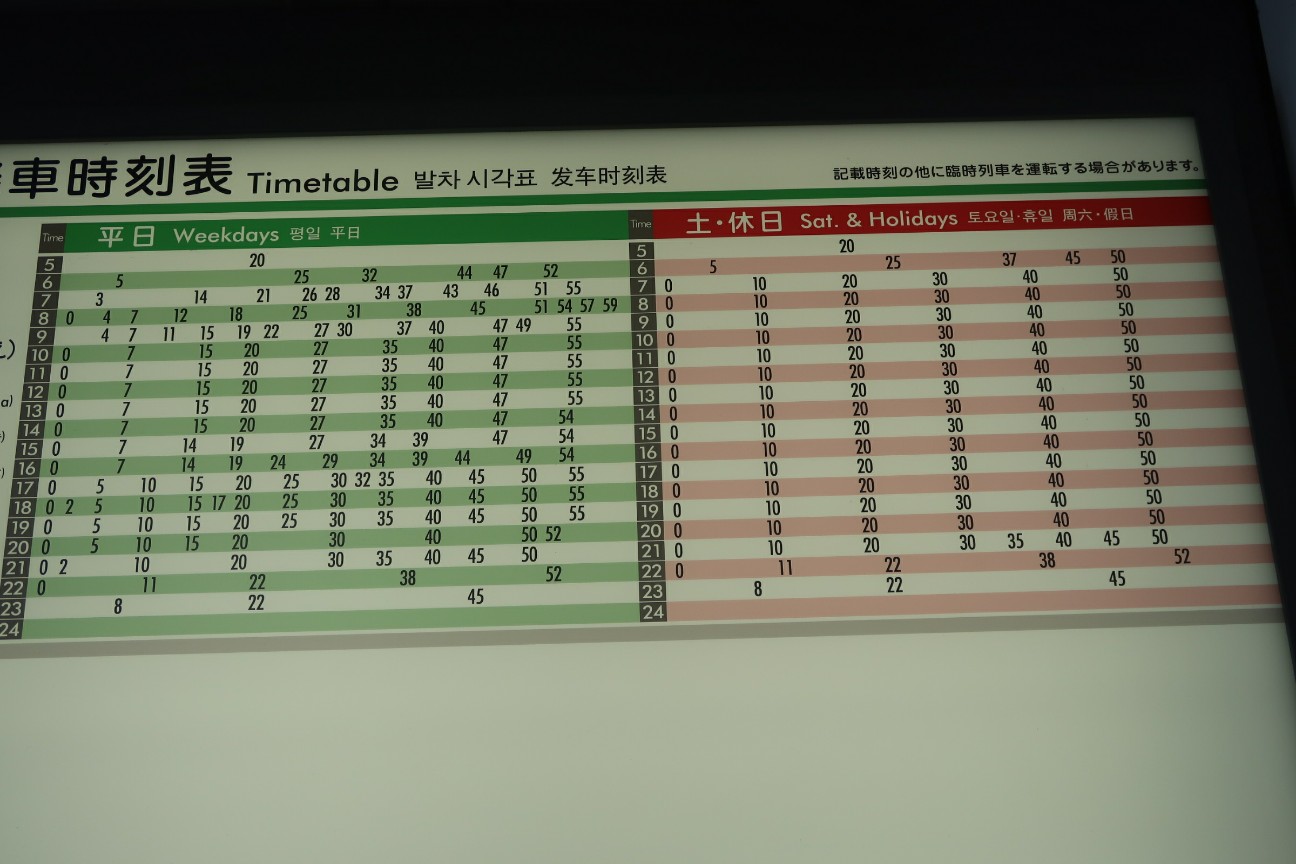 車時刻表 Timetable 발차 시각표 发车时刻表 記載時刻の他に臨時列車を運転する場合があります。
Time 平日 Weekdays 평일 平日 Time 土・休日 Sat. & Holidays 토요일·휴일 周六・假日
5 20 5 20
6 5 25 32 44 47 52 6 5 25 37 45 50
7 3 14 21 26 28 34 37 43 46 51 55 7 0 10 20 30 40 50
8 0 4 7 12 18 25 31 38 45 51 54 57 59 8 0 10 20 30 40 50
9 4 7 11 15 19 22 27 30 37 40 47 49 55 9 0 10 20 30 40 50
10 0 7 15 20 27 35 40 47 55 10 0 10 20 30 40 50
11 0 7 15 20 27 35 40 47 55 11 0 10 20 30 40 50
12 0 7 15 20 27 35 40 47 55 12 0 10 20 30 40 50
13 0 7 15 20 27 35 40 47 55 13 0 10 20 30 40 50
14 0 7 15 20 27 35 40 47 54 14 0 10 20 30 40 50
15 0 7 14 19 27 34 39 47 54 15 0 10 20 30 40 50
16 0 7 14 19 24 29 34 39 44 49 54 16 0 10 20 30 40 50
17 0 5 10 15 20 25 30 32 35 40 45 50 55 17 0 10 20 30 40 50
18 0 2 5 10 15 17 20 25 30 35 40 45 50 55 18 0 10 20 30 40 50
19 0 5 10 15 20 25 30 35 40 45 50 55 19 0 10 20 30 40 50
20 0 5 10 15 20 30 40 50 52 20 0 10 20 30 40 50
21 0 2 10 20 30 35 40 45 50 21 0 10 20 30 35 40 45 50
22 0 11 22 38 52 22 0 11 22 38 52
23 8 22 45 23 8 22 45
24 24